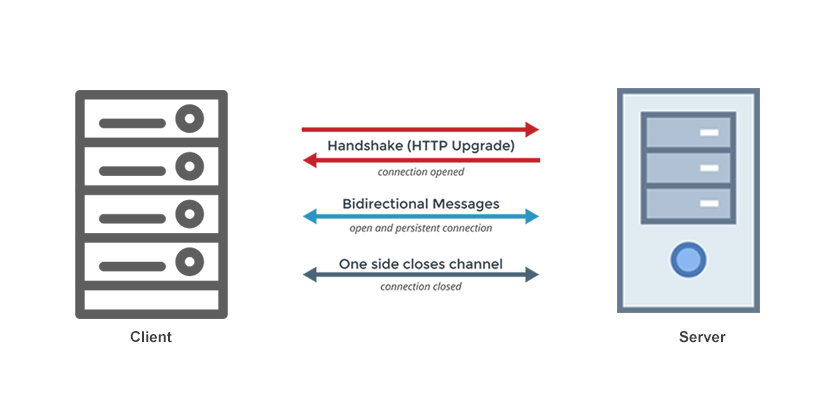 Handshake (HTTP Upgrade)
connection opened
Bidirectional Messages
open and persistent connection
One side closes channel
connection closed
Client
Server